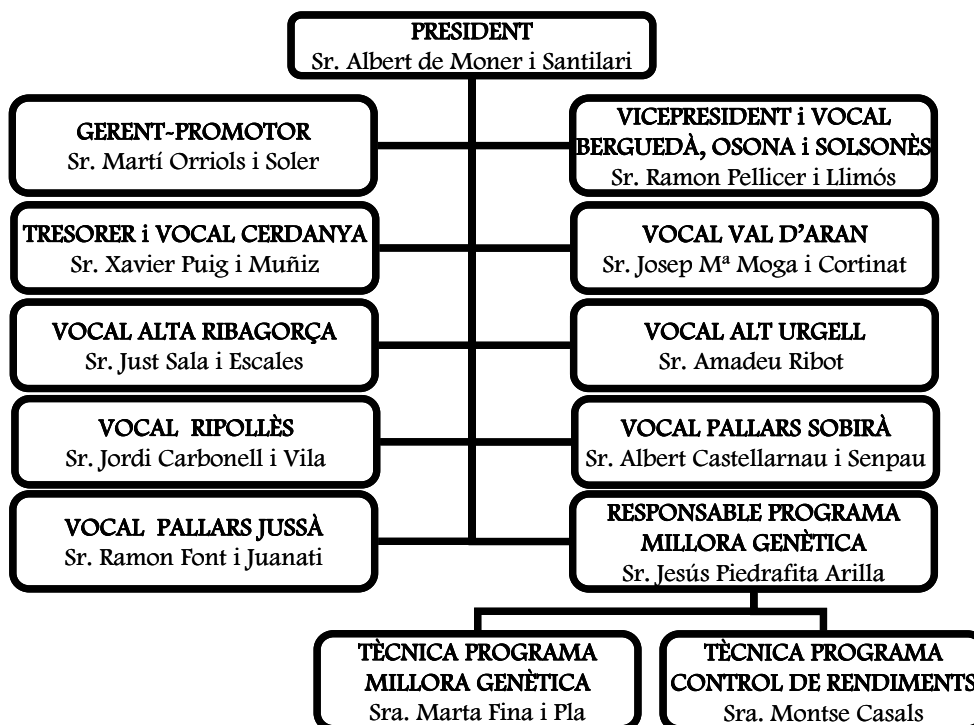 PRESIDENT
Sr. Albert de Moner i Santilari
GERENT-PROMOTOR
Sr. Martí Orriols i Soler
VICEPRESIDENT i VOCAL
BERGUEDÀ, OSONA i SOLSONÈS
Sr. Ramon Pellicer i Llimós
TRESORER i VOCAL CERDANYA
Sr. Xavier Puig i Muñiz
VOCAL VAL D'ARAN
Sr. Josep Mª Moga i Cortinat
VOCAL ALTA RIBAGORÇA
Sr. Just Sala i Escales
VOCAL ALT URGELL
Sr. Amadeu Ribot
VOCAL RIPOLLÈS
Sr. Jordi Carbonell i Vila
VOCAL PALLARS SOBIRÀ
Sr. Albert Castellarnau i Senpau
VOCAL PALLARS JUSSÀ
Sr. Ramon Font i Juanati
RESPONSABLE PROGRAMA
MILLORA GENÈTICA
Sr. Jesús Piedrafita Arilla
TÈCNICA PROGRAMA
MILLORA GENÈTICA
Sra. Marta Fina i Pla
TÈCNICA PROGRAMA
CONTROL DE RENDIMENTS
Sra. Montse Casals